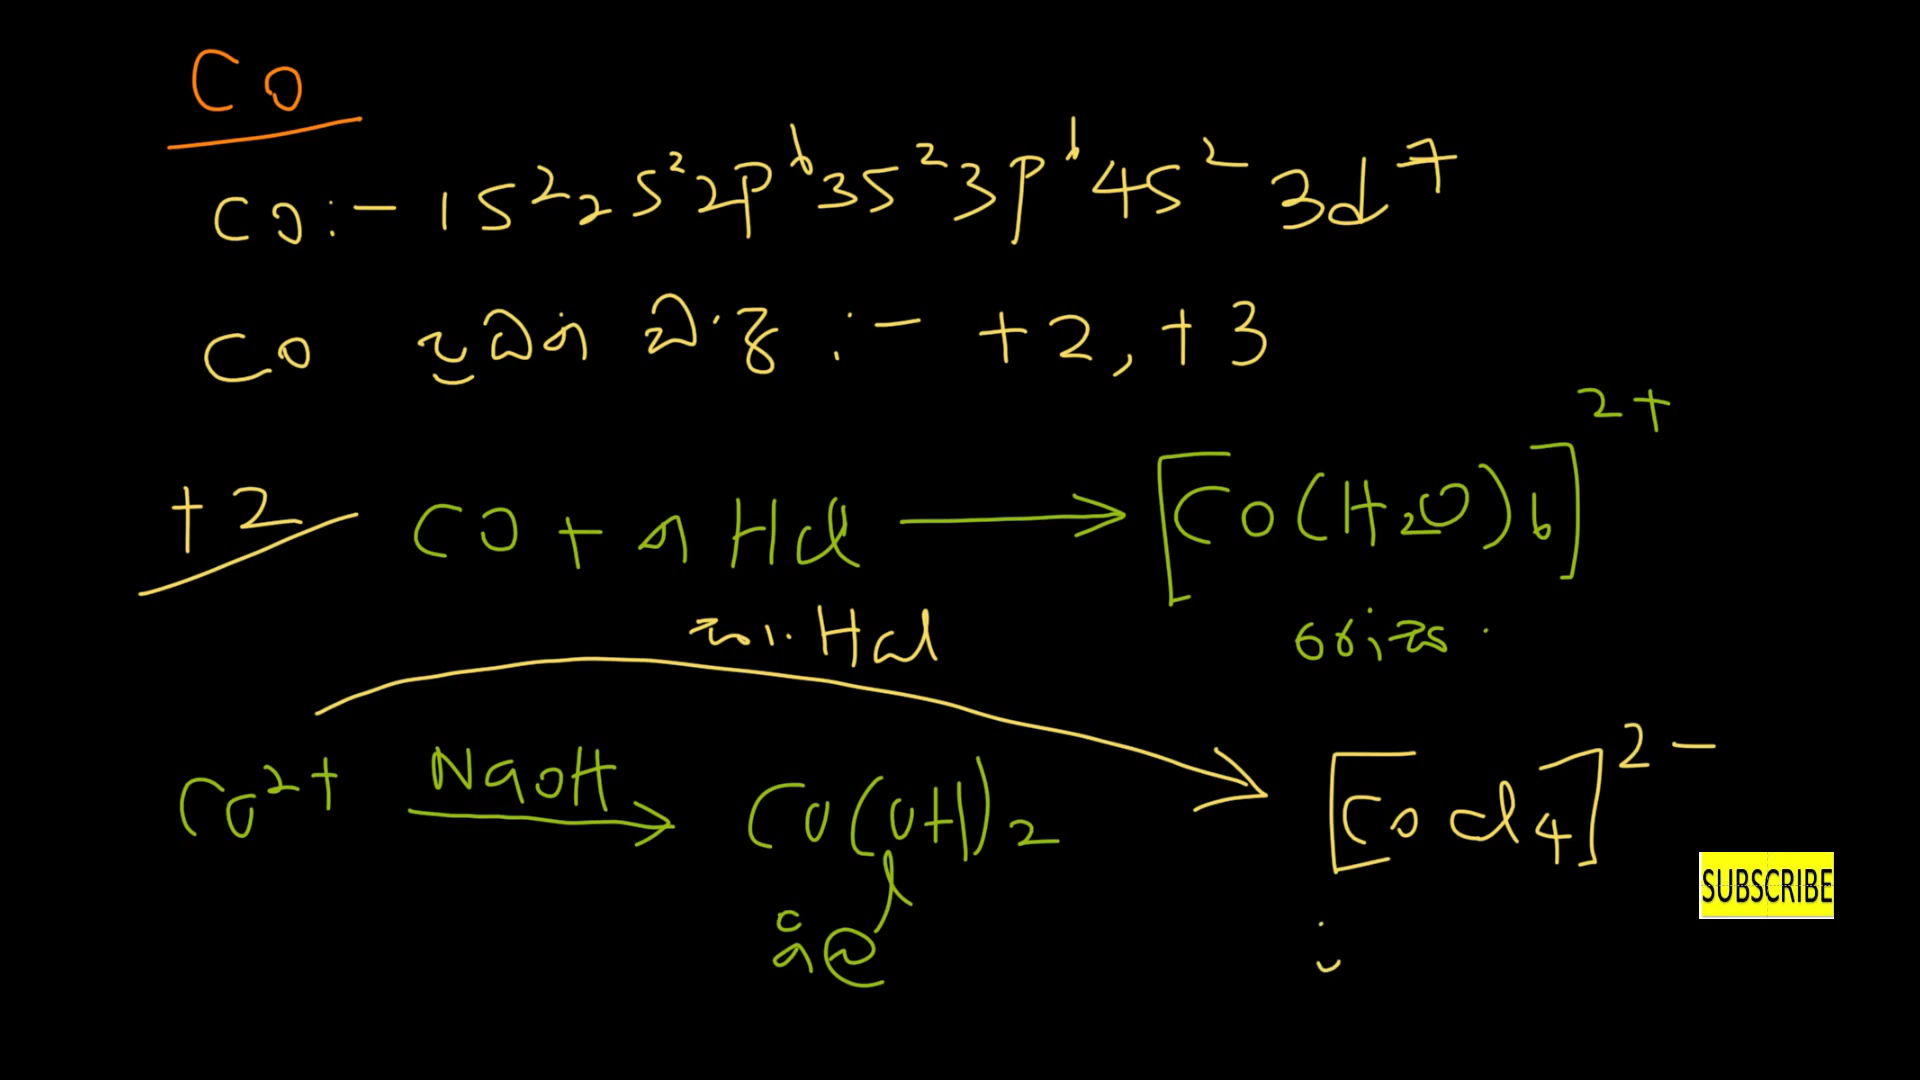 Co
Co :- 1s² 2s² 2p⁶ 3s² 3p⁶ 4s² 3d⁷
Co :- +2, +3
+2 Co + ත HCl ⟶ [Co(H₂O)₆]²⁺
රෝස
සා. HCl
Co²⁺ NaOH ⟶ Co(OH)₂ [CoCl₄]²⁻
SUBSCRIBE
නිල්